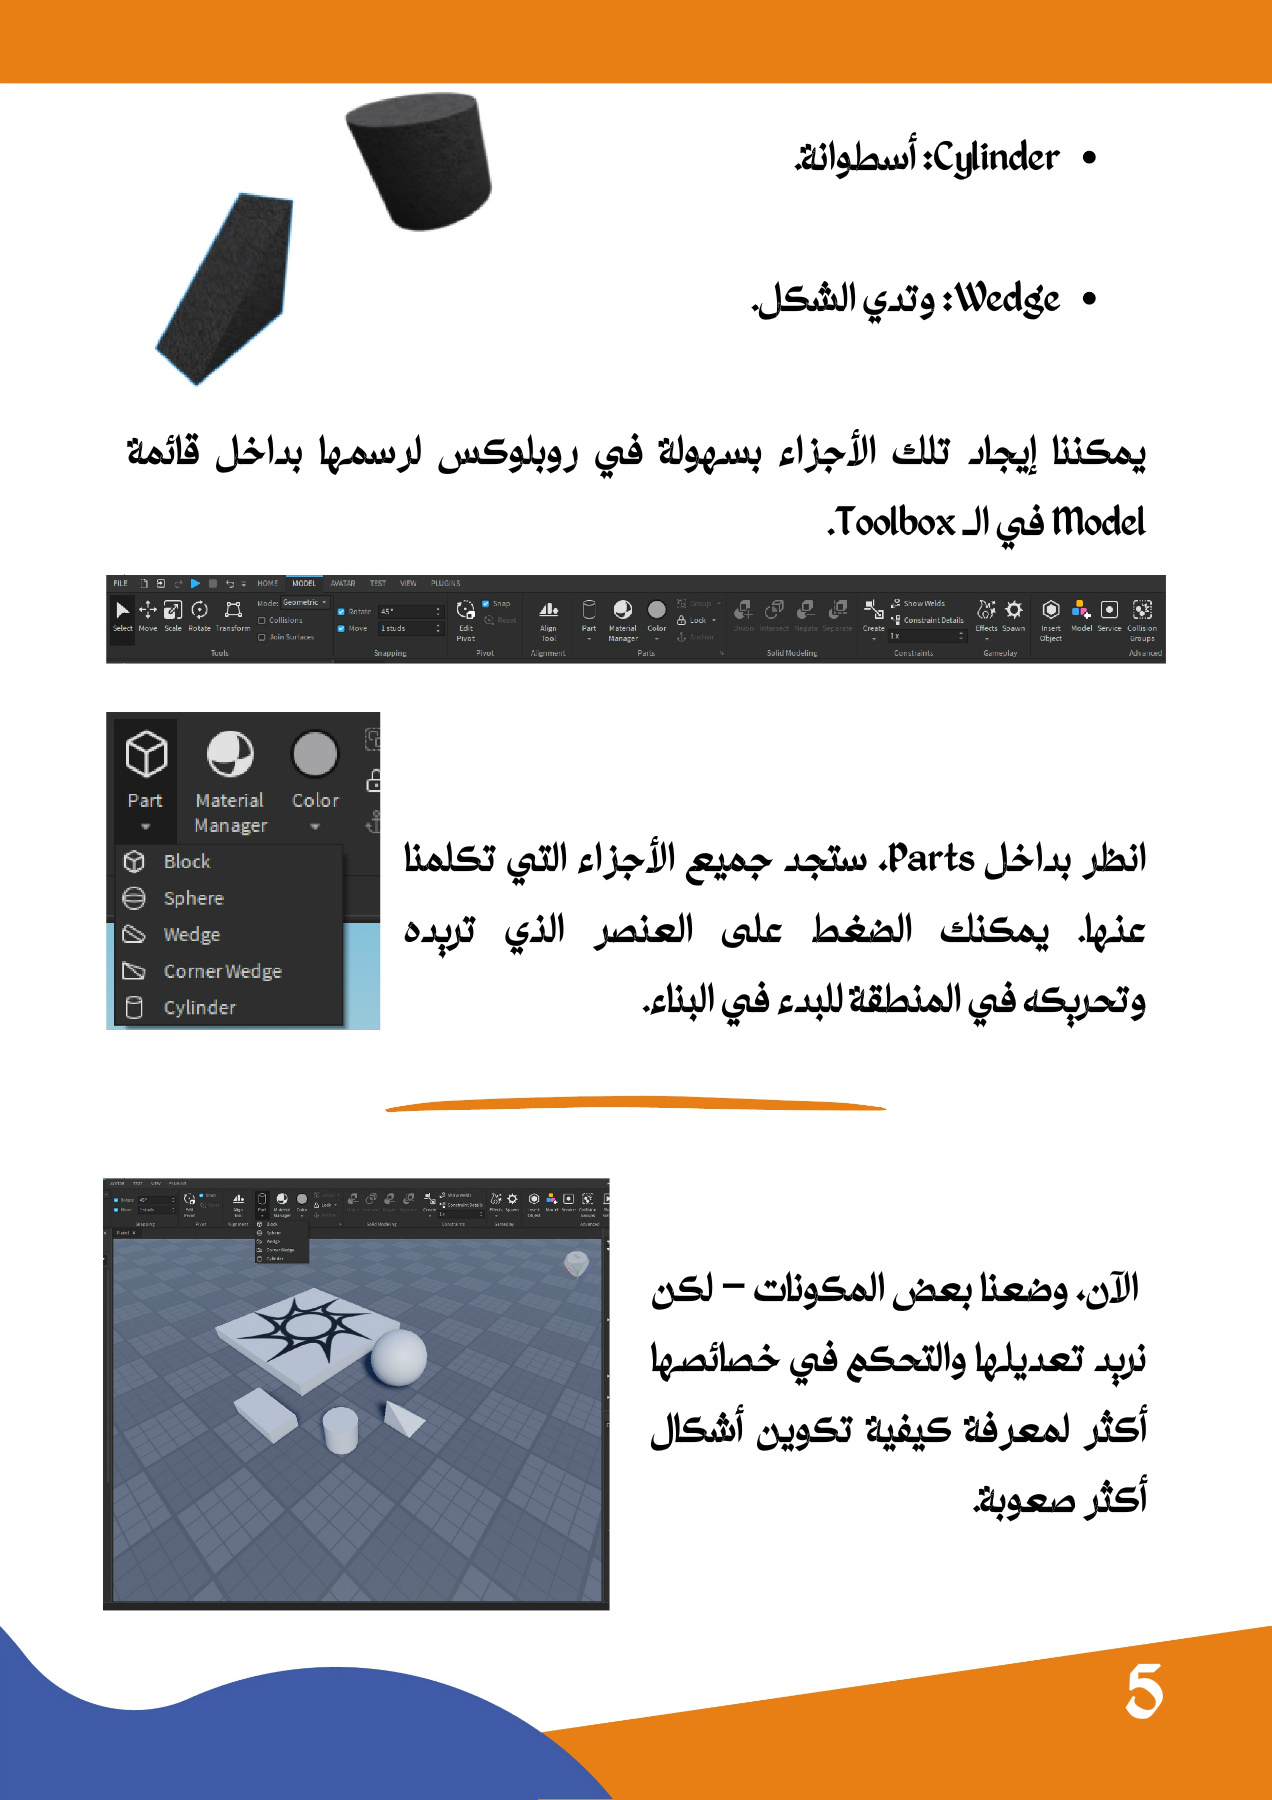 Cylinder: أسطوانة.
Wedge: وتدي الشكل.
يمكننا إيجاد تلك الأجزاء بسهولة في روبلوكس لرسمها بداخل قائمة
Model في الـ Toolbox.
FILE HOME MODEL AVATAR TEST VIEW PLUGINS
Select Move Scale Rotate Transform
Mode: Geometric
Collisions
Join Surfaces
Tools
Rotate 45°
Move 1 studs
Snapping
Edit Pivot
Snap
Reset
Pivot
Align Tool
Alignment
Part
Material Manager
Color
Group
Lock
Anchor
Parts
Union Intersect Negate Separate
Solid Modeling
Create
Show Welds
Constraint Details
1x
Constraints
Effects Spawn
Gameplay
Insert Object
Model
Service
Collision Groups
Advanced
Part
Material Manager
Color
Block
Sphere
Wedge
Corner Wedge
Cylinder
انظر بداخل Parts، ستجد جميع الأجزاء التي تكلمنا
عنها. يمكنك الضغط على العنصر الذي تريده
وتحريكه في المنطقة للبدء في البناء.
الآن، وضعنا بعض المكونات – لكن
نريد تعديلها والتحكم في خصائصها
أكثر لمعرفة كيفية تكوين أشكال
أكثر صعوبة.
5